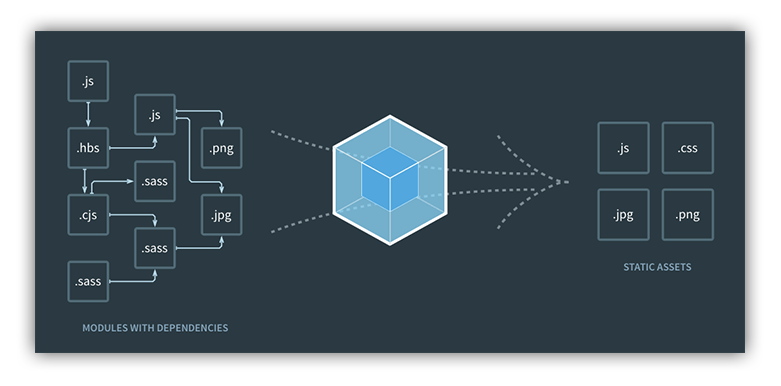 .js
.js
.hbs
.png
.sass
.cjs
.jpg
.sass
.sass
MODULES WITH DEPENDENCIES
.js
.css
.jpg
.png
STATIC ASSETS